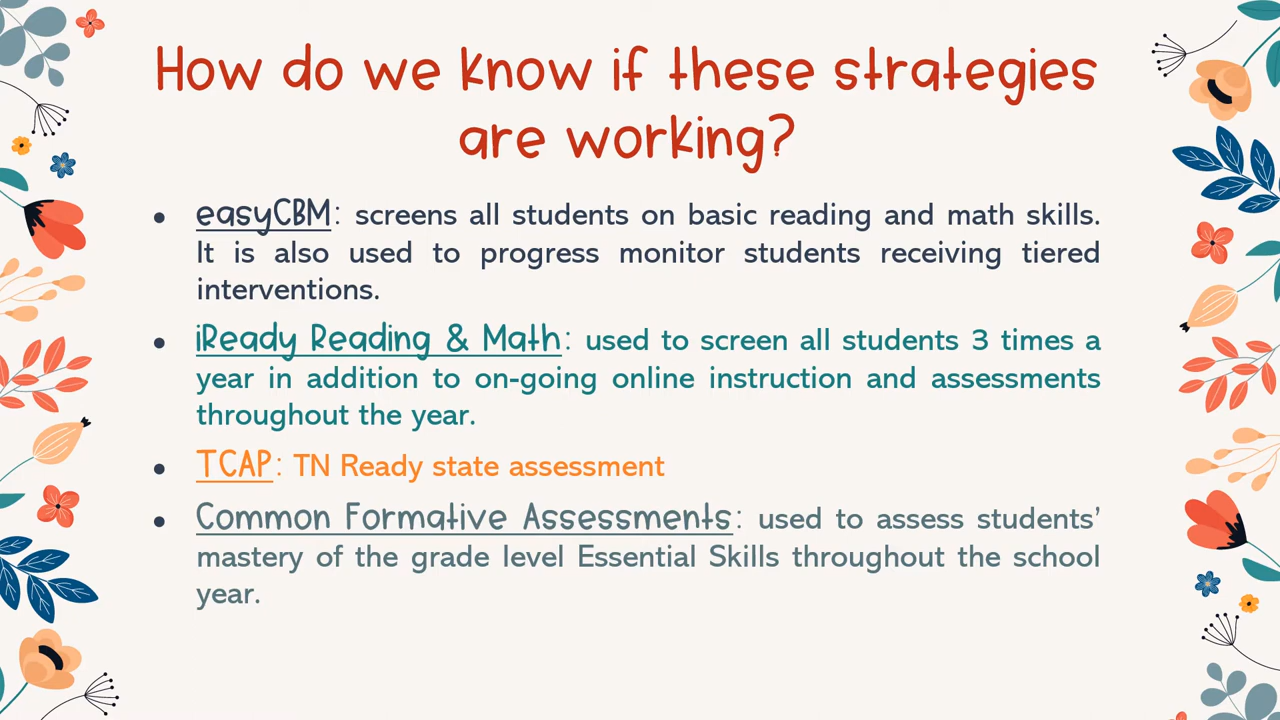 How do we know if these strategies
are working?
• easyCBM: screens all students on basic reading and math skills.
It is also used to progress monitor students receiving tiered
interventions.
• iReady Reading & Math: used to screen all students 3 times a
year in addition to on-going online instruction and assessments
throughout the year.
• TCAP: TN Ready state assessment
• Common Formative Assessments: used to assess students’
mastery of the grade level Essential Skills throughout the school
year.